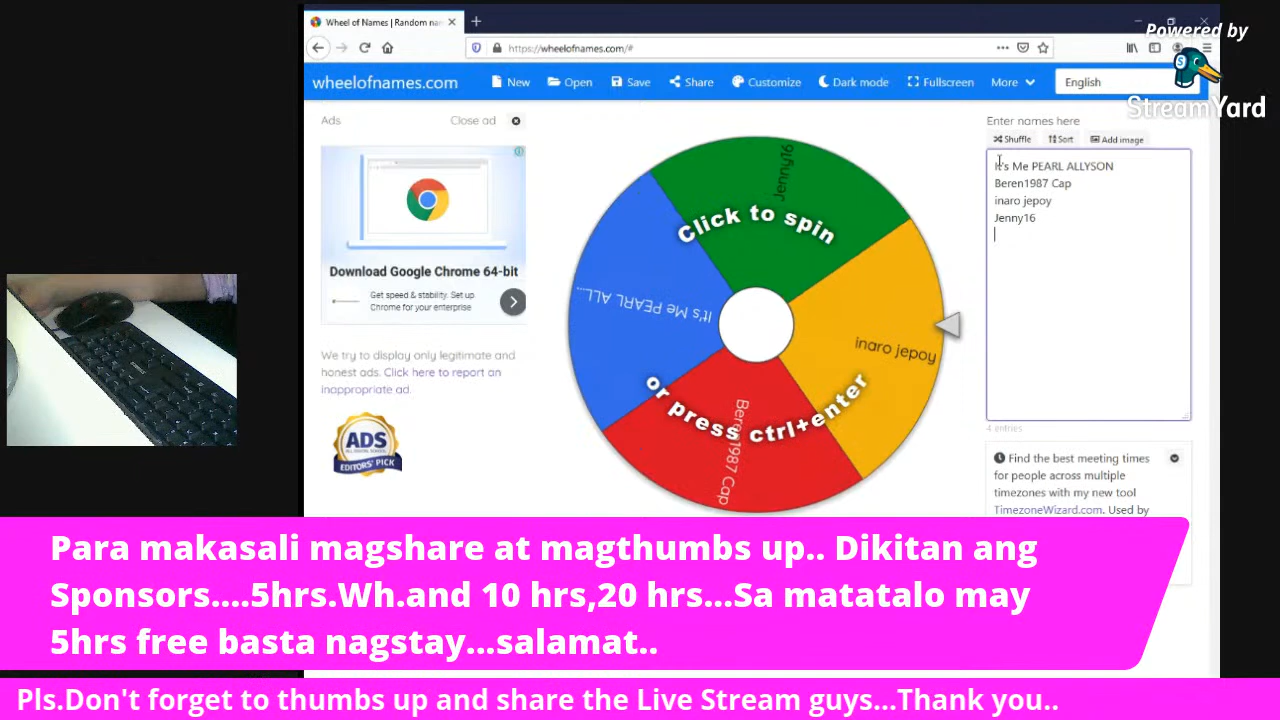 Wheel of Names | Random nam
https://wheelofnames.com/#
Powered by
StreamYard
wheelofnames.com
New
Open
Save
Share
Customize
Dark mode
Fullscreen
More
English
Ads
Close ad
Download Google Chrome 64-bit
Get speed & stability. Set up
Chrome for your enterprise
We try to display only legitimate and
honest ads. Click here to report an
inappropriate ad.
ADS
EDITORS' PICK
Click to spin
or press ctrl+enter
Jenny16
inaro jepoy
Beren1987 Cap
It's Me PEARL ALL...
Enter names here
Shuffle
Sort
Add image
It's Me PEARL ALLYSON
Beren1987 Cap
inaro jepoy
Jenny16
4 entries
Find the best meeting times
for people across multiple
timezones with my new tool
TimezoneWizard.com. Used by
Para makasali magshare at magthumbs up.. Dikitan ang
Sponsors....5hrs.Wh.and 10 hrs,20 hrs...Sa matatalo may
5hrs free basta nagstay...salamat..
Pls.Don't forget to thumbs up and share the Live Stream guys...Thank you..